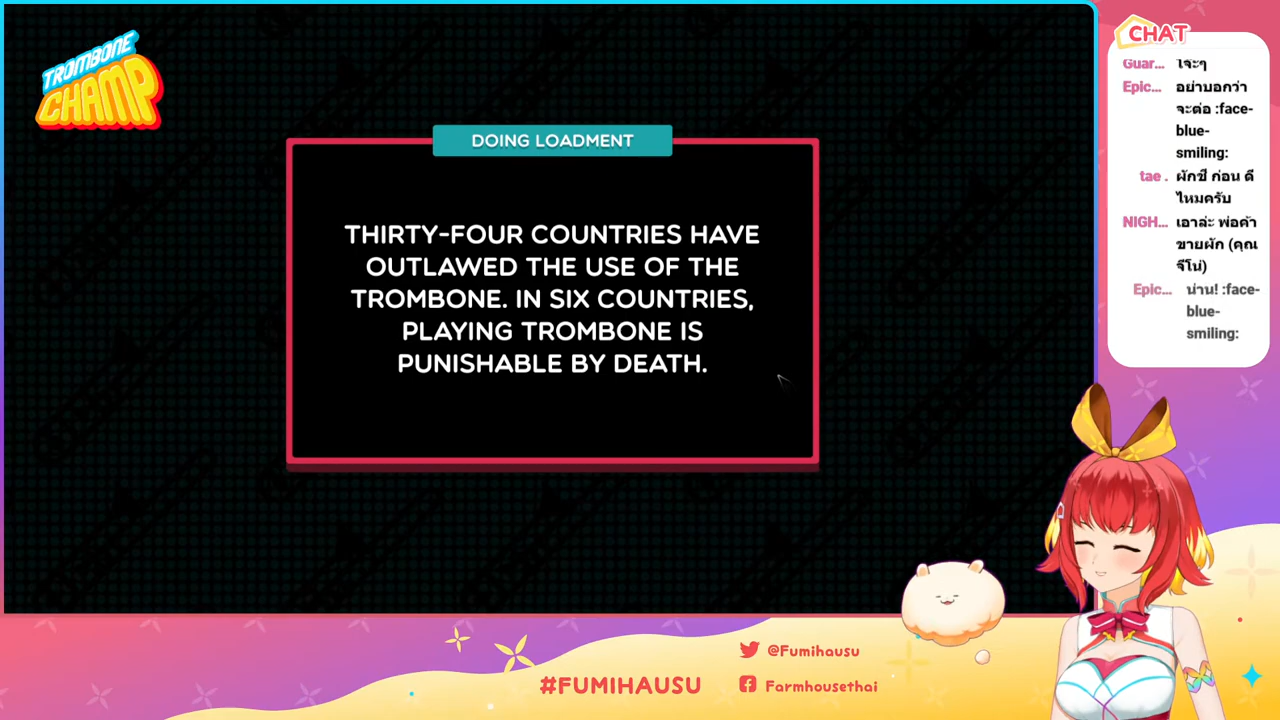 TROMBONE
CHAMP
DOING LOADMENT
THIRTY-FOUR COUNTRIES HAVE
OUTLAWED THE USE OF THE
TROMBONE. IN SIX COUNTRIES,
PLAYING TROMBONE IS
PUNISHABLE BY DEATH.
CHAT
Guar... โจ๊ะๆ
Epic... อย่าบอกว่า
จะต่อ :face-
blue-
smiling:
tae . ผักชี ก่อน ดี
ไหมครับ
NIGH... เอาล่ะ พ่อค้า
ขายผัก (คุณ
จีโน่)
Epic... น่าน! :face-
blue-
smiling:
@Fumihausu
#FUMIHAUSU
Farmhousethai